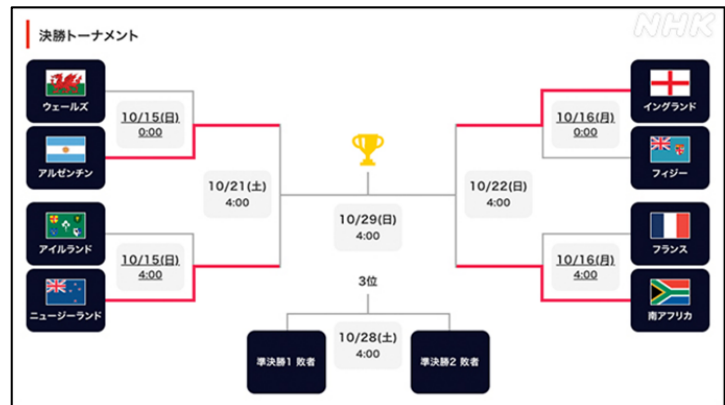 NHK
決勝トーナメント
ウェールズ
10/15(日)
0:00
アルゼンチン
アイルランド
10/15(日)
4:00
ニュージーランド
10/21(土)
4:00
10/29(日)
4:00
10/22(日)
4:00
イングランド
10/16(月)
0:00
フィジー
フランス
10/16(月)
4:00
南アフリカ
3位
準決勝1 敗者
10/28(土)
4:00
準決勝2 敗者